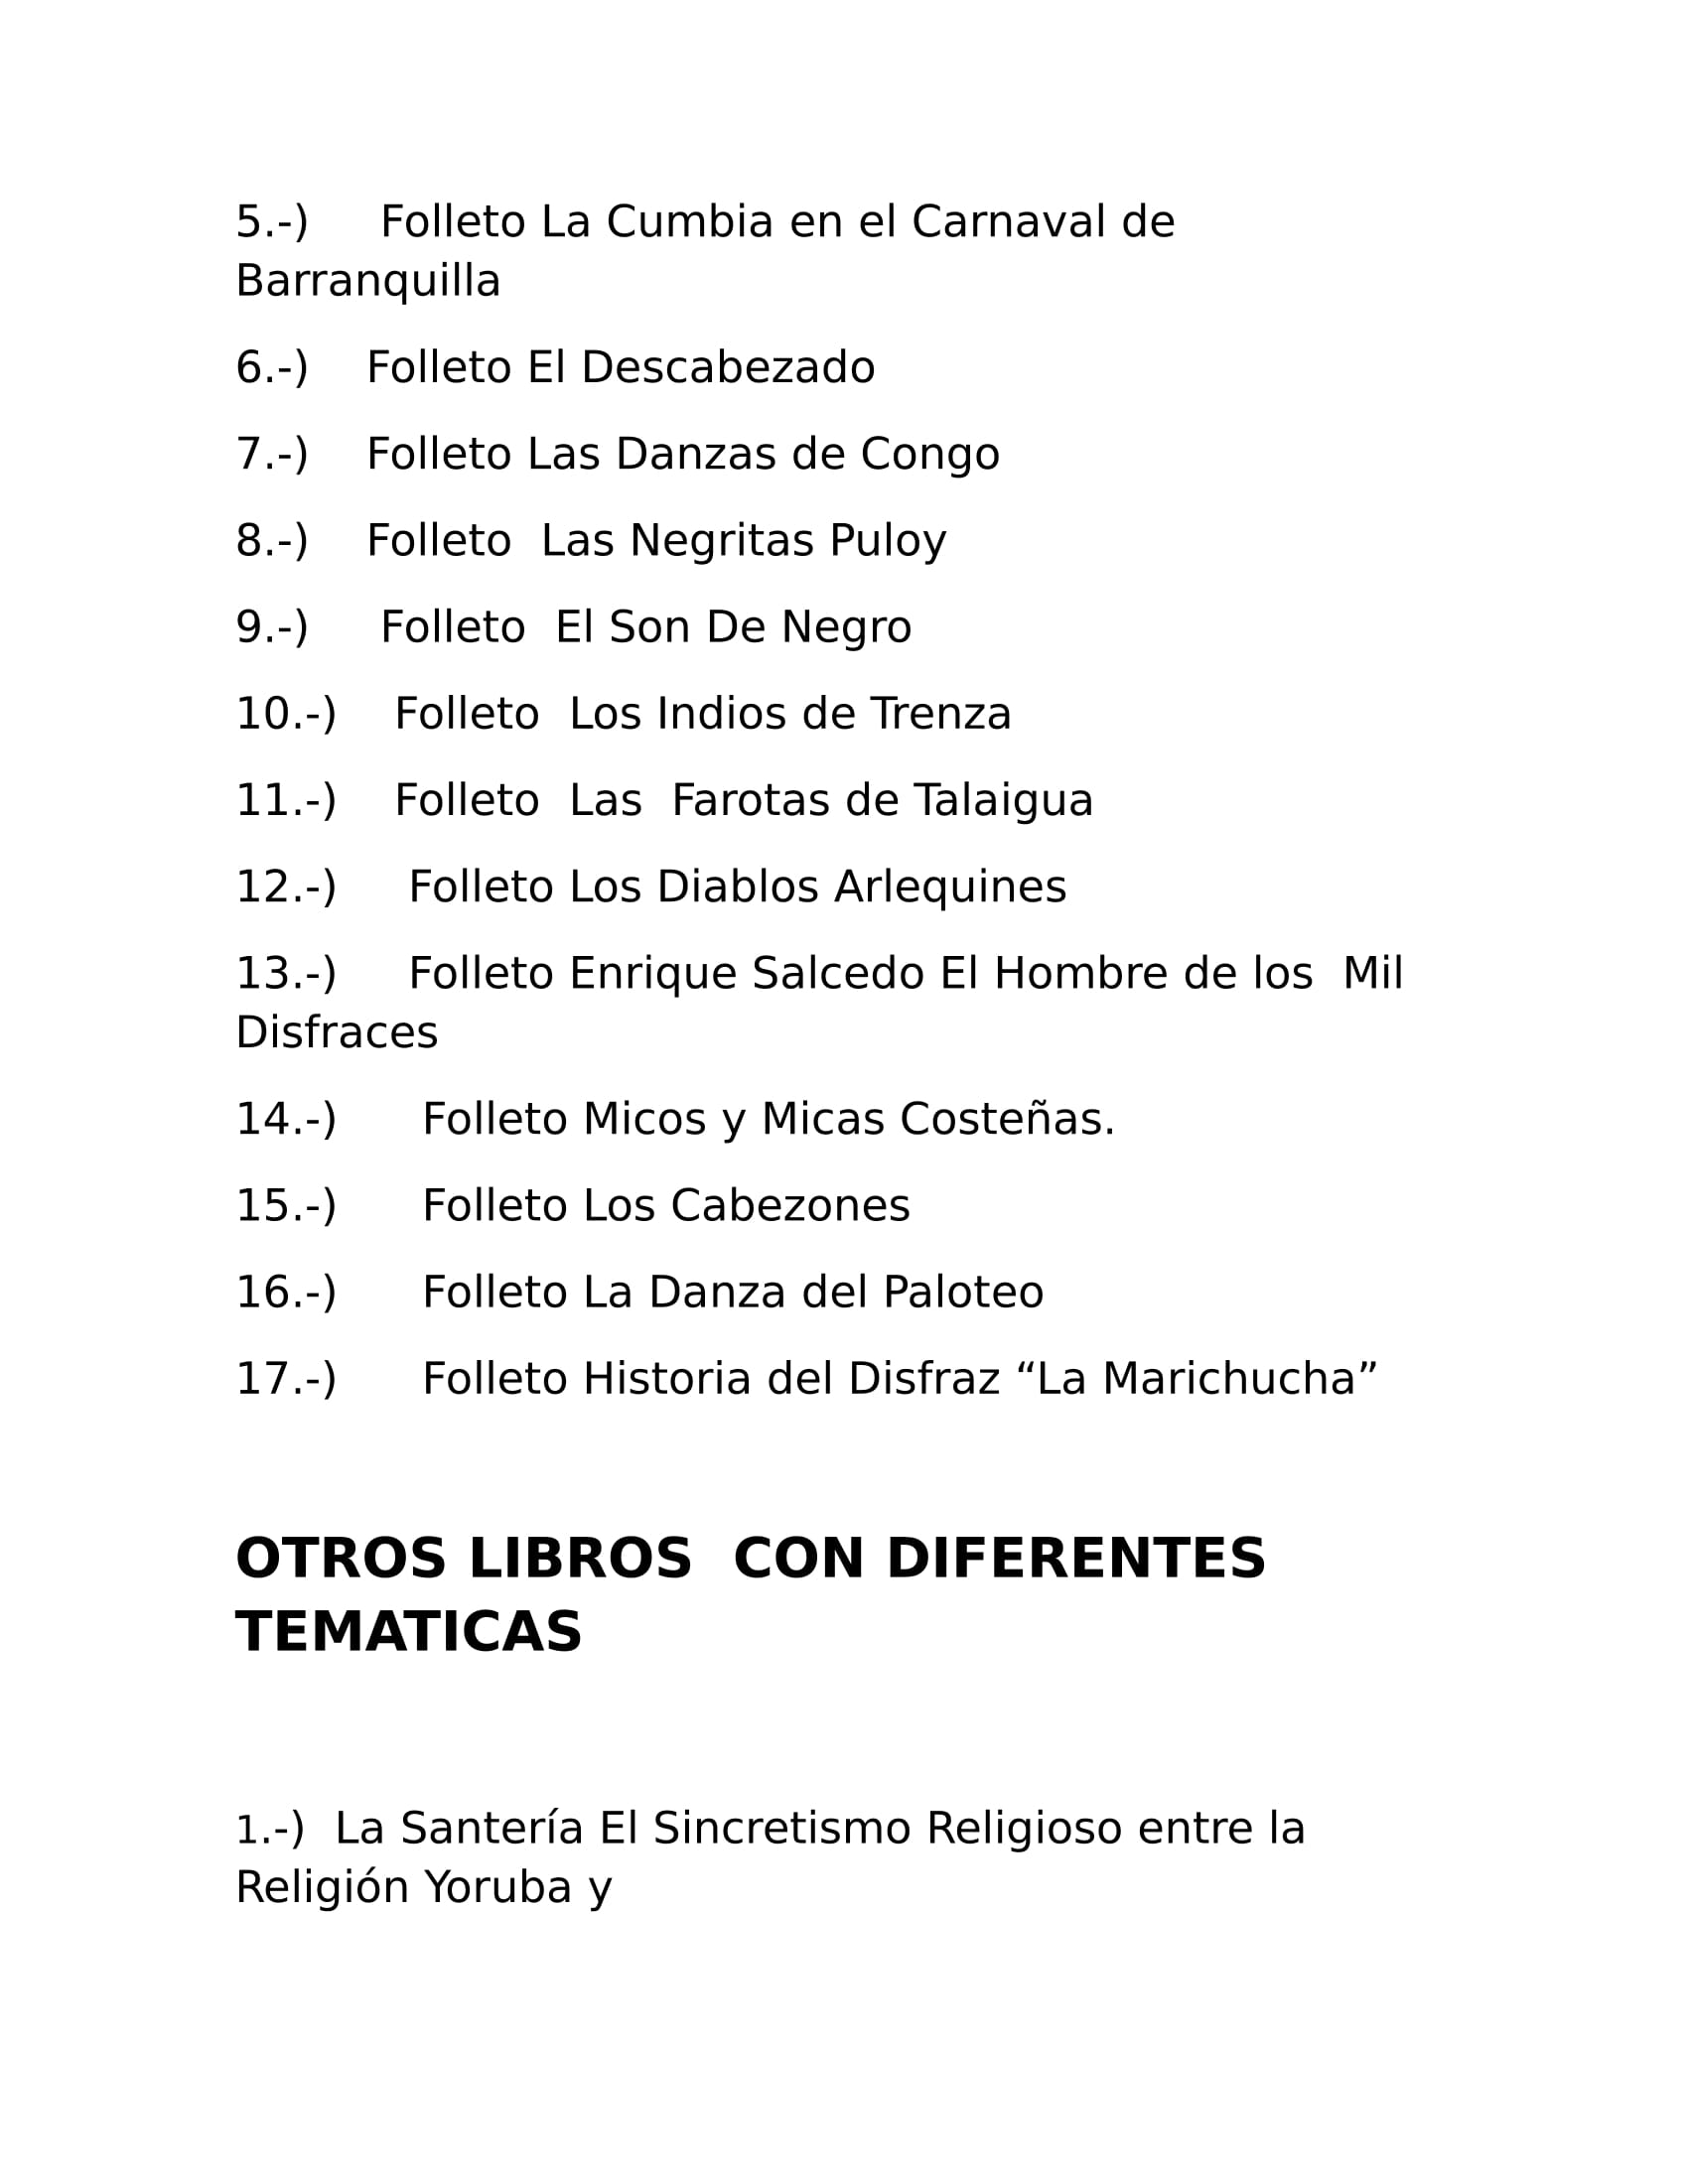 5.-) Folleto La Cumbia en el Carnaval de
Barranquilla
6.-) Folleto El Descabezado
7.-) Folleto Las Danzas de Congo
8.-) Folleto Las Negritas Puloy
9.-) Folleto El Son De Negro
10.-) Folleto Los Indios de Trenza
11.-) Folleto Las Farotas de Talaigua
12.-) Folleto Los Diablos Arlequines
13.-) Folleto Enrique Salcedo El Hombre de los Mil
Disfraces
14.-) Folleto Micos y Micas Costeñas.
15.-) Folleto Los Cabezones
16.-) Folleto La Danza del Paloteo
17.-) Folleto Historia del Disfraz “La Marichucha”
OTROS LIBROS CON DIFERENTES
TEMATICAS
1.-) La Santería El Sincretismo Religioso entre la
Religión Yoruba y